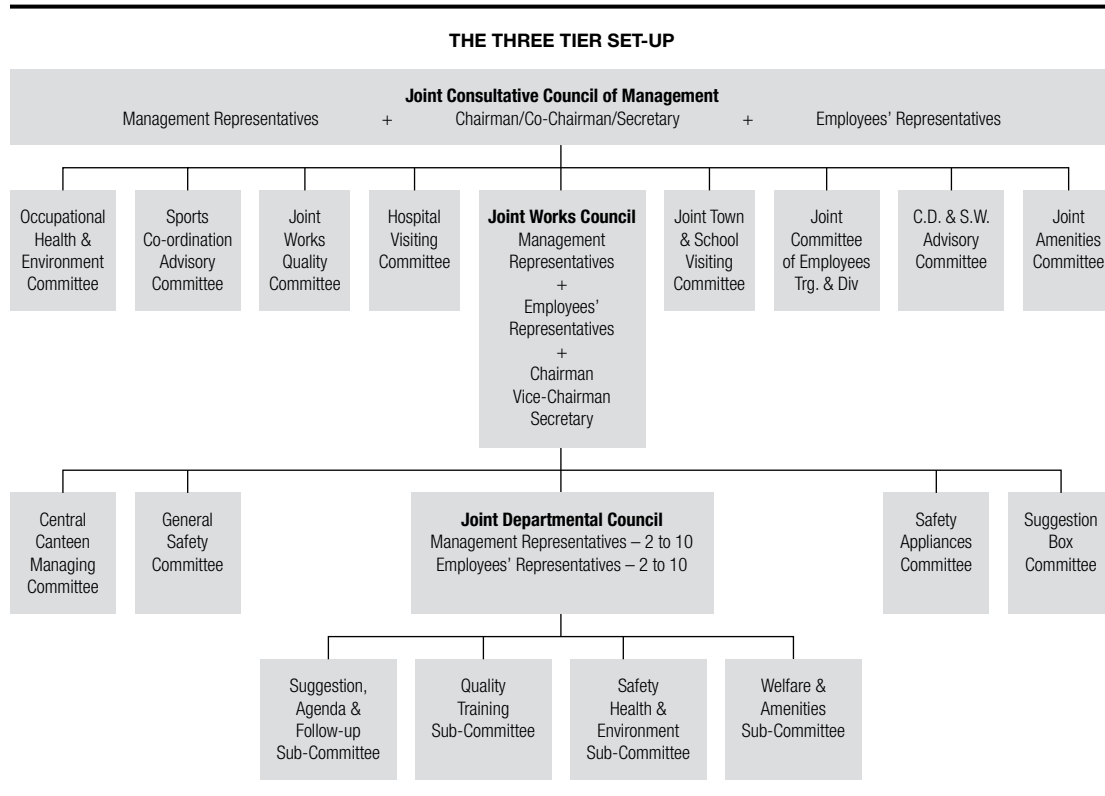 THE THREE TIER SET-UP
Joint Consultative Council of Management
Management Representatives + Chairman/Co-Chairman/Secretary + Employees' Representatives
Occupational
Health &
Environment
Committee
Sports
Co-ordination
Advisory
Committee
Joint
Works
Quality
Committee
Hospital
Visiting
Committee
Joint Works Council
Management
Representatives
+
Employees'
Representatives
+
Chairman
Vice-Chairman
Secretary
Joint Town
& School
Visiting
Committee
Joint
Committee
of Employees
Trg. & Div
C.D. & S.W.
Advisory
Committee
Joint
Amenities
Committee
Central
Canteen
Managing
Committee
General
Safety
Committee
Joint Departmental Council
Management Representatives – 2 to 10
Employees' Representatives – 2 to 10
Safety
Appliances
Committee
Suggestion
Box
Committee
Suggestion,
Agenda &
Follow-up
Sub-Committee
Quality
Training
Sub-Committee
Safety
Health &
Environment
Sub-Committee
Welfare &
Amenities
Sub-Committee